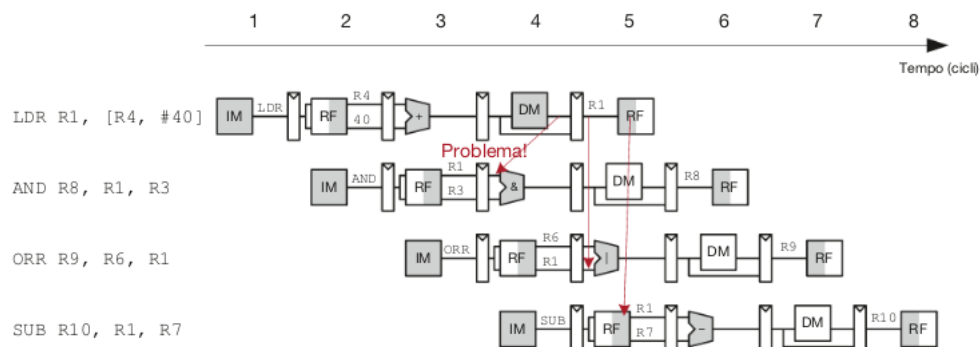 1 2 3 4 5 6 7 8
Tempo (cicli)
LDR R1, [R4, #40] IM LDR RF R4 40 + DM R1 RF
Problema!
AND R8, R1, R3 IM AND RF R1 R3 & DM R8 RF
ORR R9, R6, R1 IM ORR RF R6 R1 | DM R9 RF
SUB R10, R1, R7 IM SUB RF R1 R7 - DM R10 RF